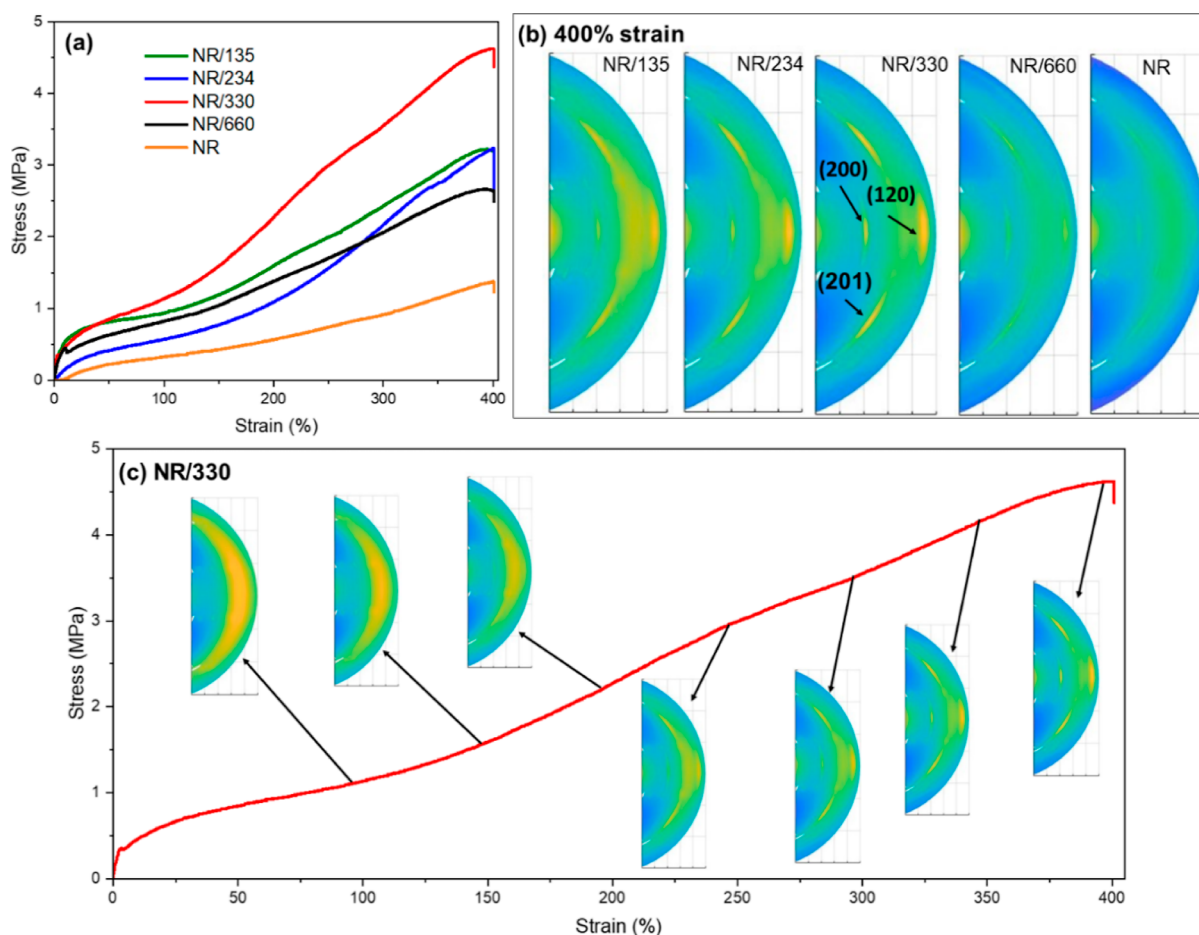 (a)
NR/135
NR/234
NR/330
NR/660
NR
5
4
3
2
1
0
Stress (MPa)
0 100 200 300 400
Strain (%)
(b) 400% strain
NR/135 NR/234 NR/330 NR/660 NR
(200)
(120)
(201)
(c) NR/330
5
4
3
2
1
0
Stress (MPa)
0 50 100 150 200 250 300 350 400
Strain (%)